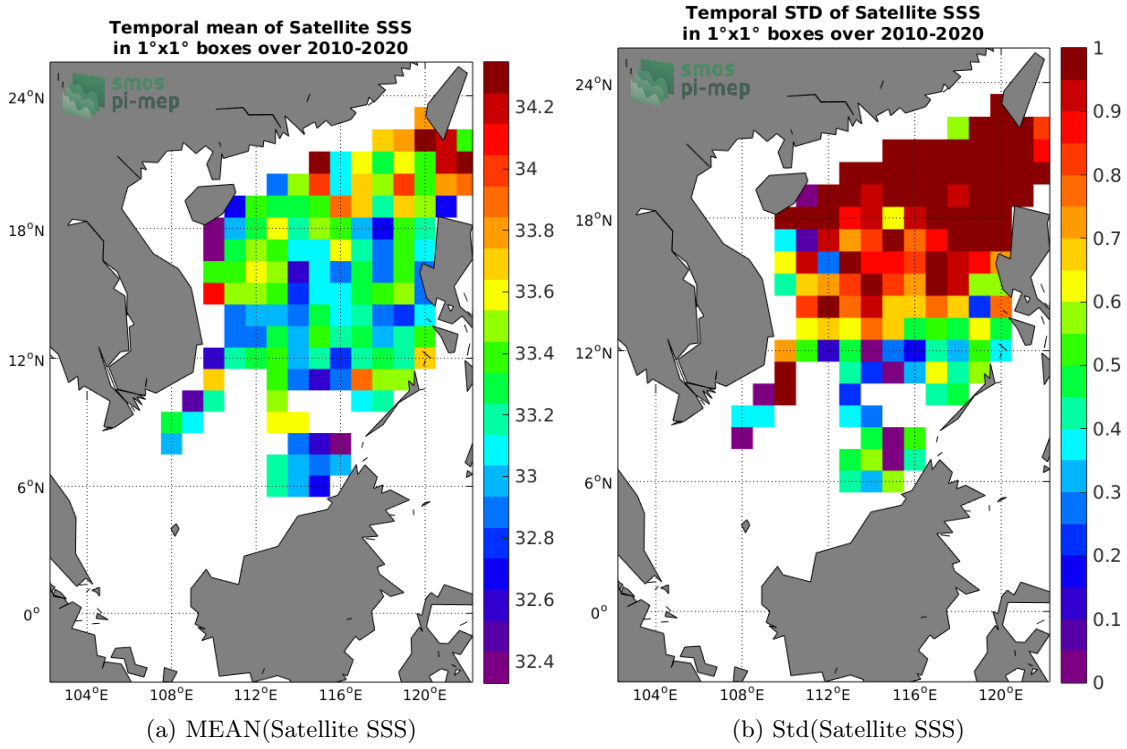 Temporal mean of Satellite SSS
in 1°x1° boxes over 2010-2020
smos
pi-mep
24°N
18°N
12°N
6°N
0°
104°E
108°E
112°E
116°E
120°E
34.2
34
33.8
33.6
33.4
33.2
33
32.8
32.6
32.4
(a) MEAN(Satellite SSS)
Temporal STD of Satellite SSS
in 1°x1° boxes over 2010-2020
smos
pi-mep
24°N
18°N
12°N
6°N
0°
104°E
108°E
112°E
116°E
120°E
1
0.9
0.8
0.7
0.6
0.5
0.4
0.3
0.2
0.1
0
(b) Std(Satellite SSS)